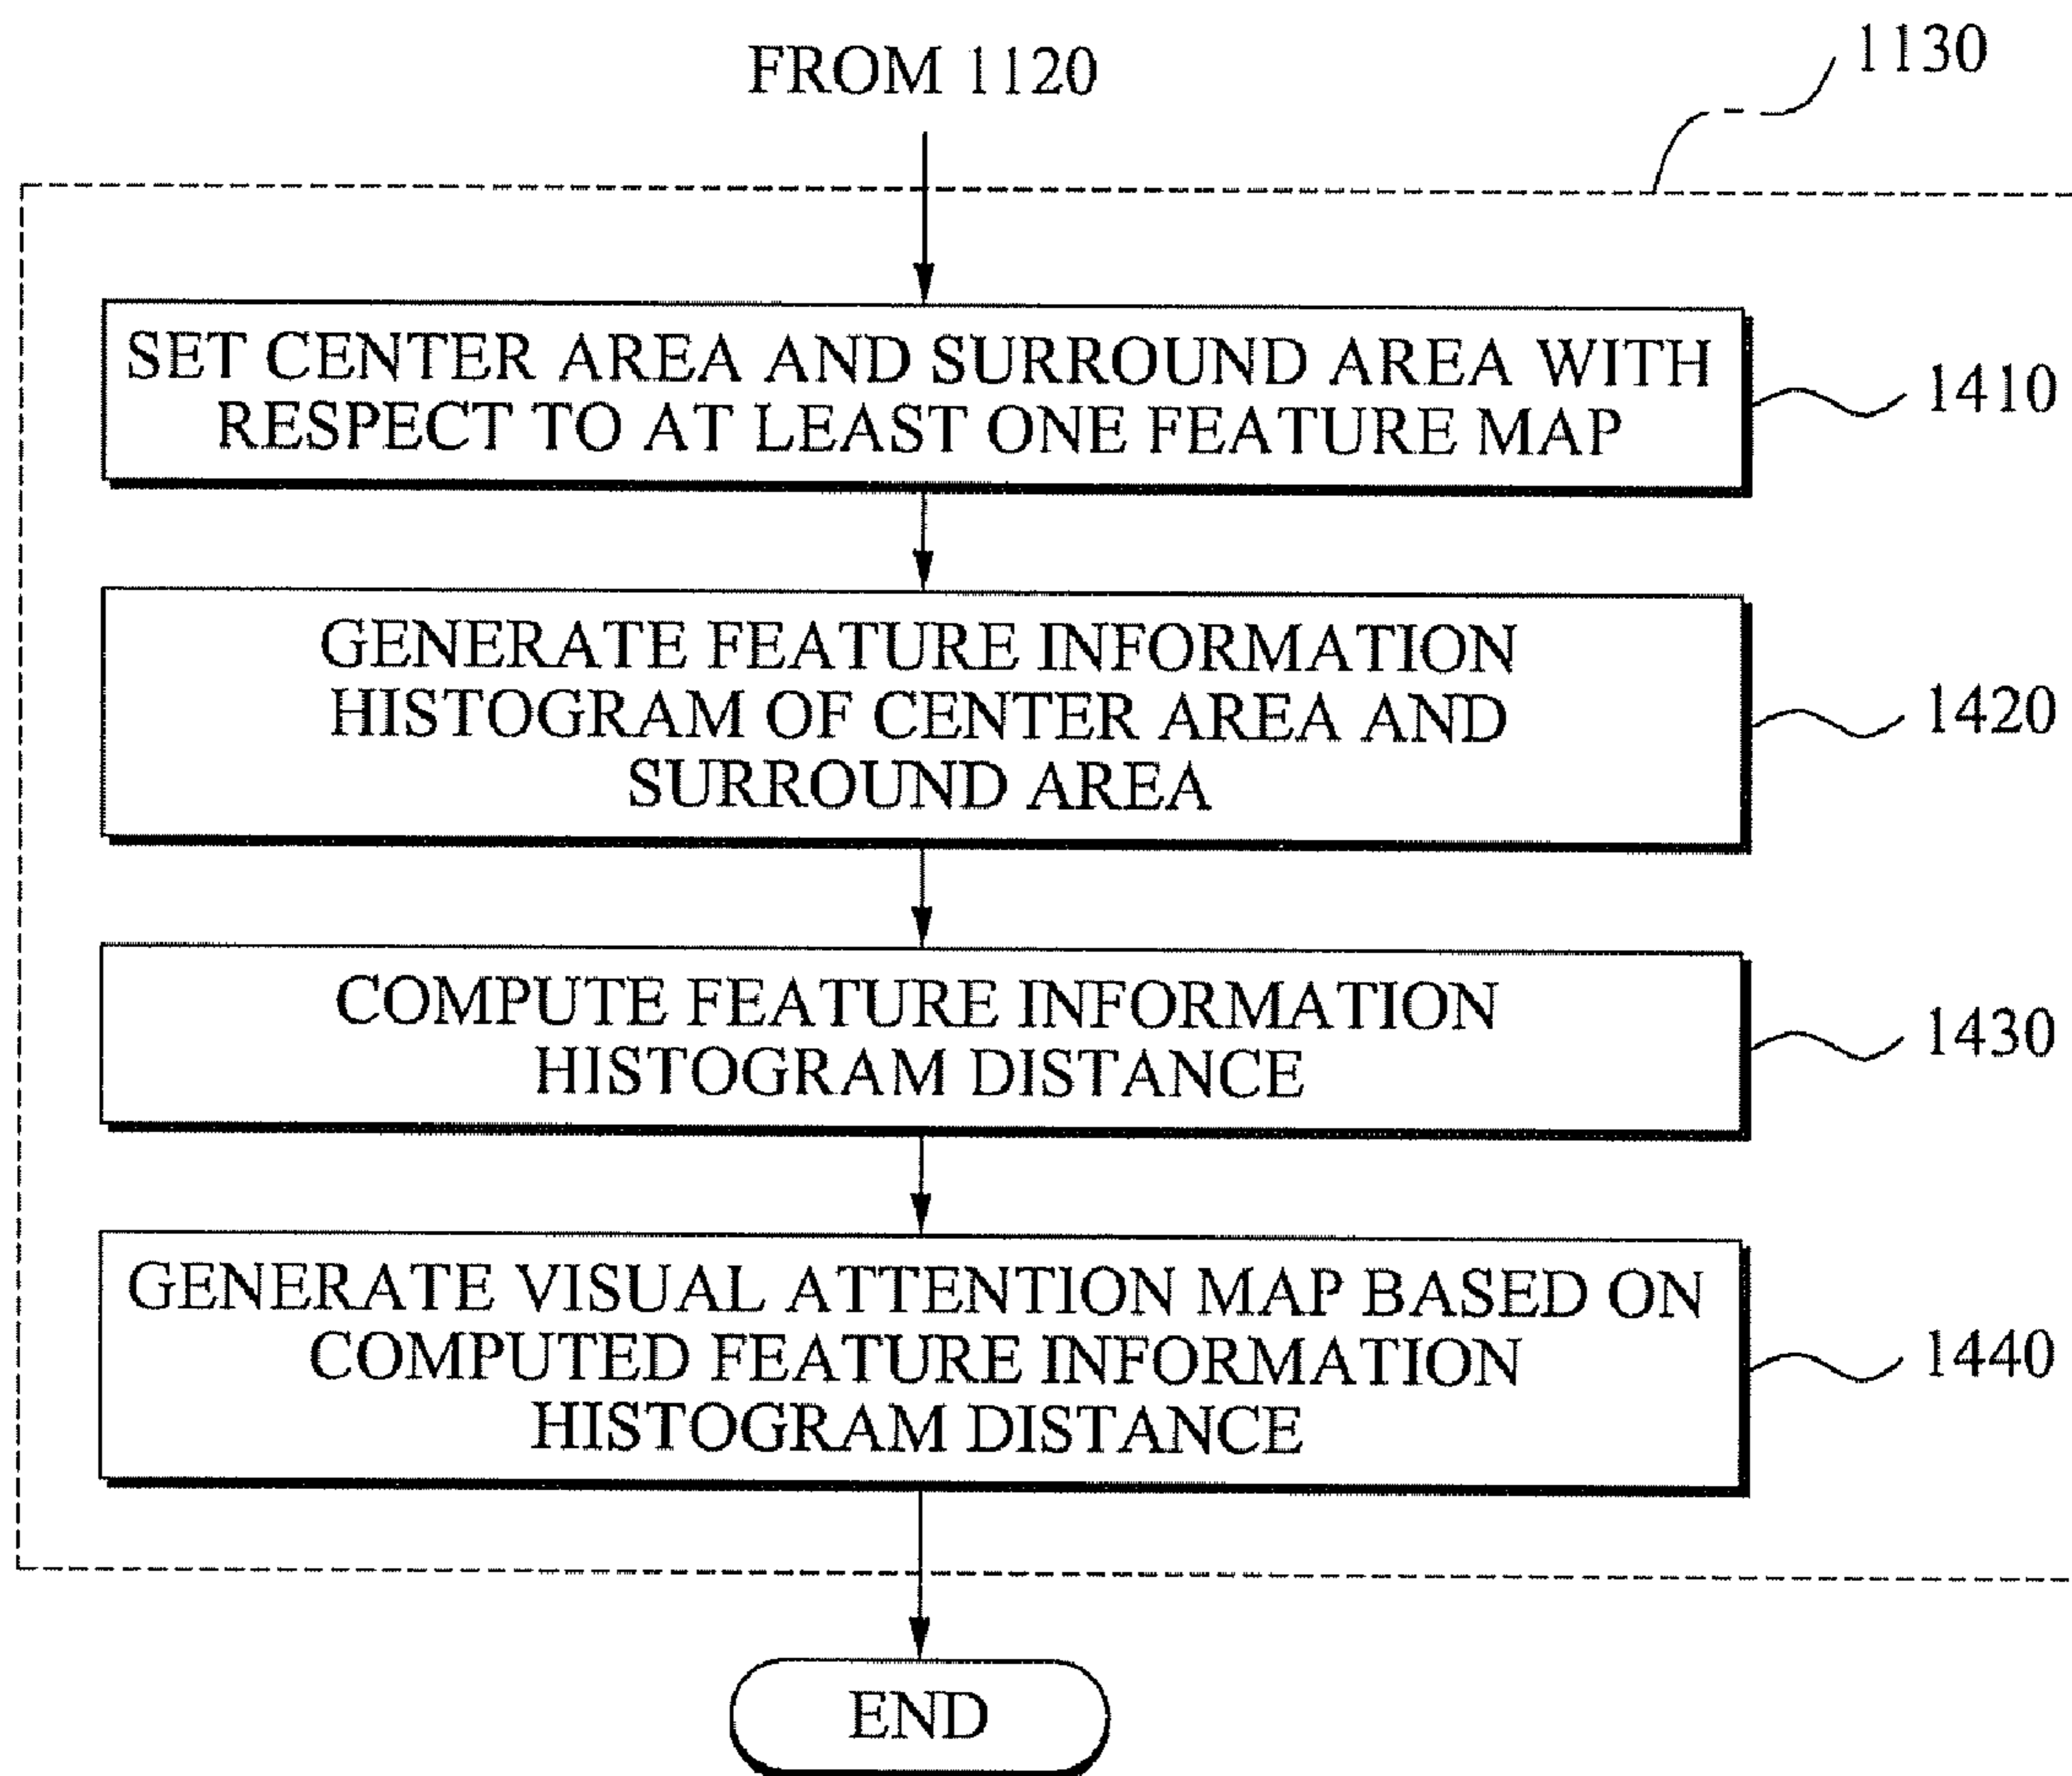 FROM 1120
1130
SET CENTER AREA AND SURROUND AREA WITH
RESPECT TO AT LEAST ONE FEATURE MAP
1410
GENERATE FEATURE INFORMATION
HISTOGRAM OF CENTER AREA AND
SURROUND AREA
1420
COMPUTE FEATURE INFORMATION
HISTOGRAM DISTANCE
1430
GENERATE VISUAL ATTENTION MAP BASED ON
COMPUTED FEATURE INFORMATION
HISTOGRAM DISTANCE
1440
END